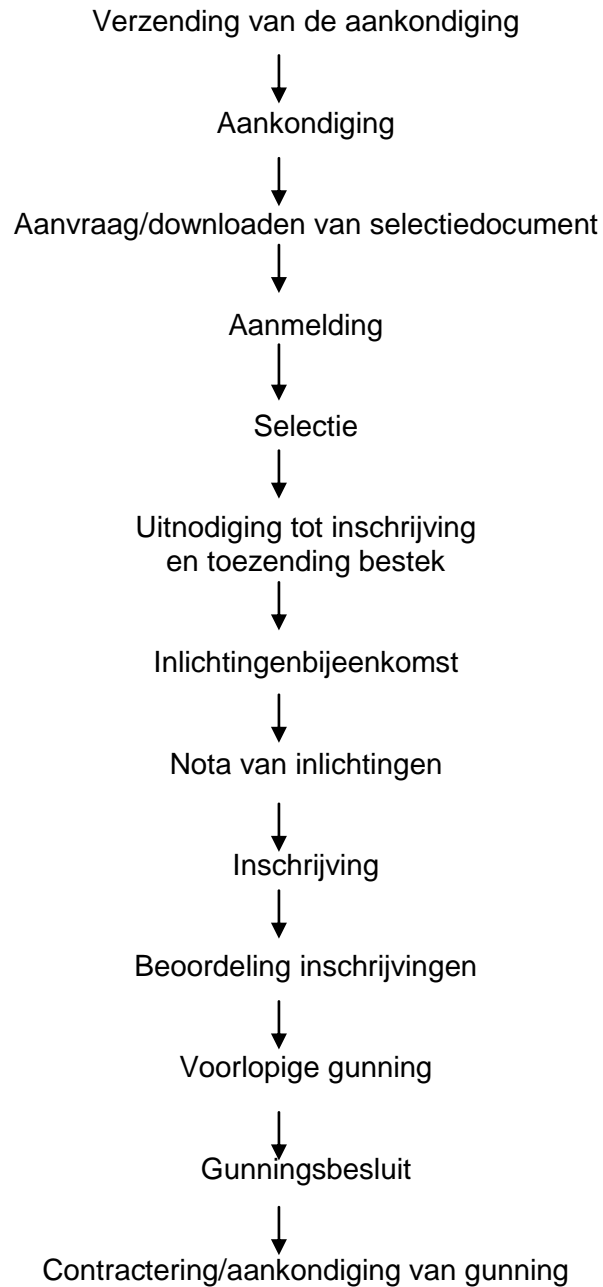 Verzending van de aankondiging
Aankondiging
Aanvraag/downloaden van selectiedocument
Aanmelding
Selectie
Uitnodiging tot inschrijving
en toezending bestek
Inlichtingenbijeenkomst
Nota van inlichtingen
Inschrijving
Beoordeling inschrijvingen
Voorlopige gunning
Gunningsbesluit
Contractering/aankondiging van gunning